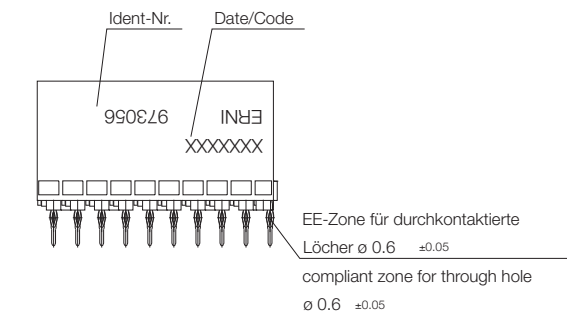 Ident-Nr. Date/Code
973056 ERNI
XXXXXXX
EE-Zone für durchkontaktierte
Löcher ø 0.6 ±0.05
compliant zone for through hole
ø 0.6 ±0.05